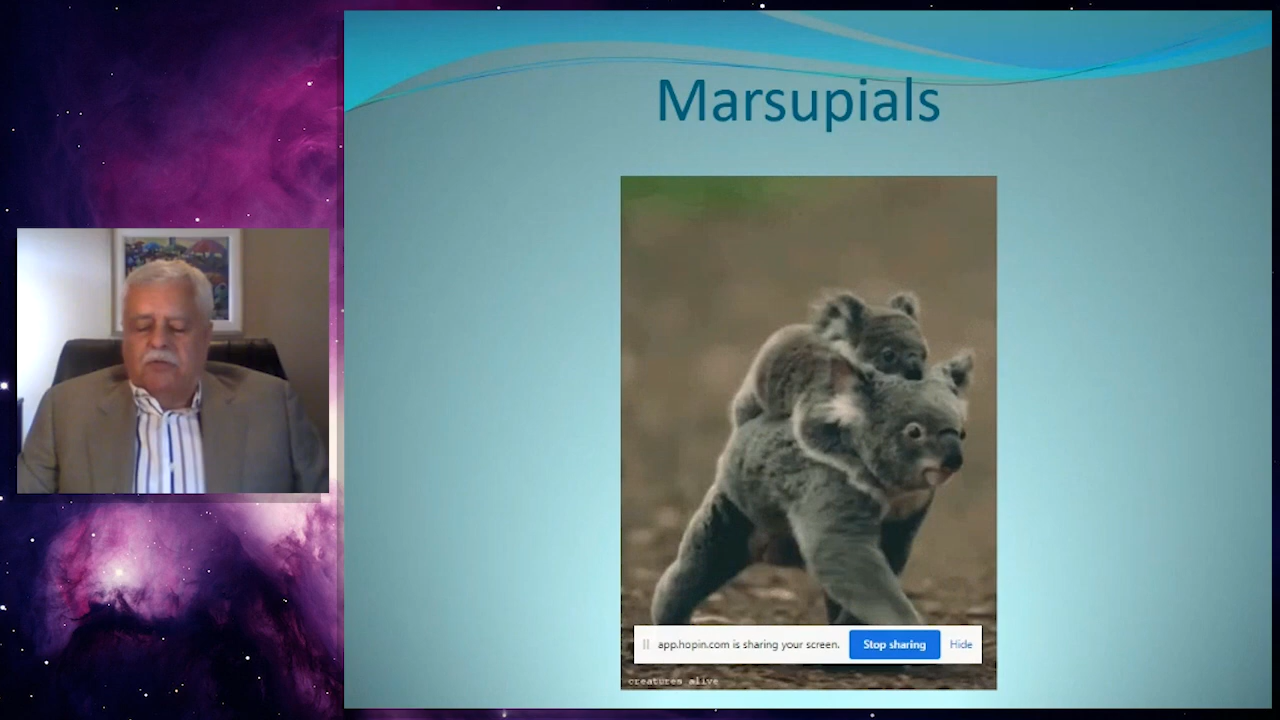 Marsupials
app.hopin.com is sharing your screen. Stop sharing Hide
creatures alive